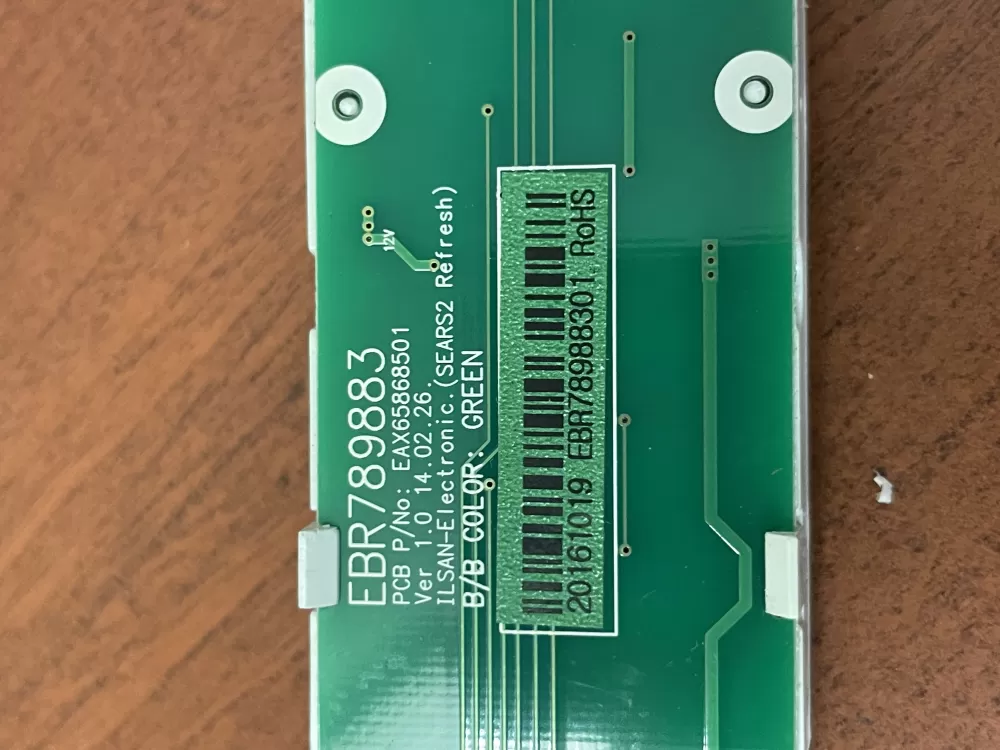 EBR789883
PCB P/No: EAX65868501
Ver 1.0 14.02.26.
ILSAN-Electronic.(SEARS2 Refresh)
B/B COLOR: GREEN
20161019 EBR78988301 RoHS
12V